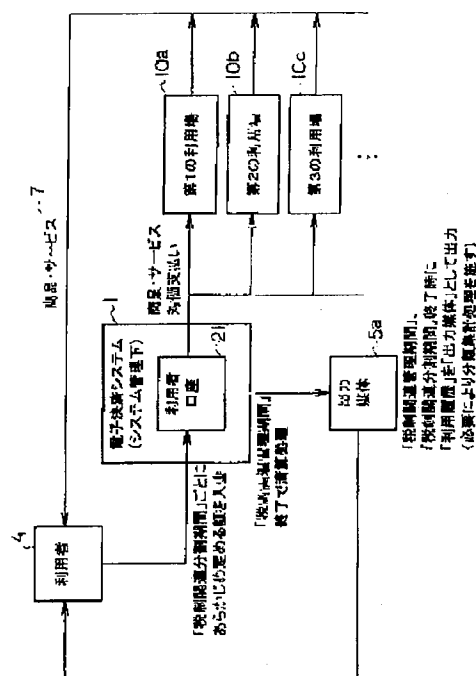 商品・サービス
7
4
利用者
1
電子決済システム
(システム管理下)
21
利用者
口座
「税制関連分割期間」ごとに
あらかじめ定める額を入金
商品・サービス
対価支払い
10a
第1の利用場
10b
第2の利用場
10c
第3の利用場
「税制関連管理期間」
終了で清算処理
5a
出力
媒体
「税制関連管理期間」、
「税制関連分割期間」終了時に
「利用履歴」を「出力媒体」として出力
(必要により分類集計処理を施す)